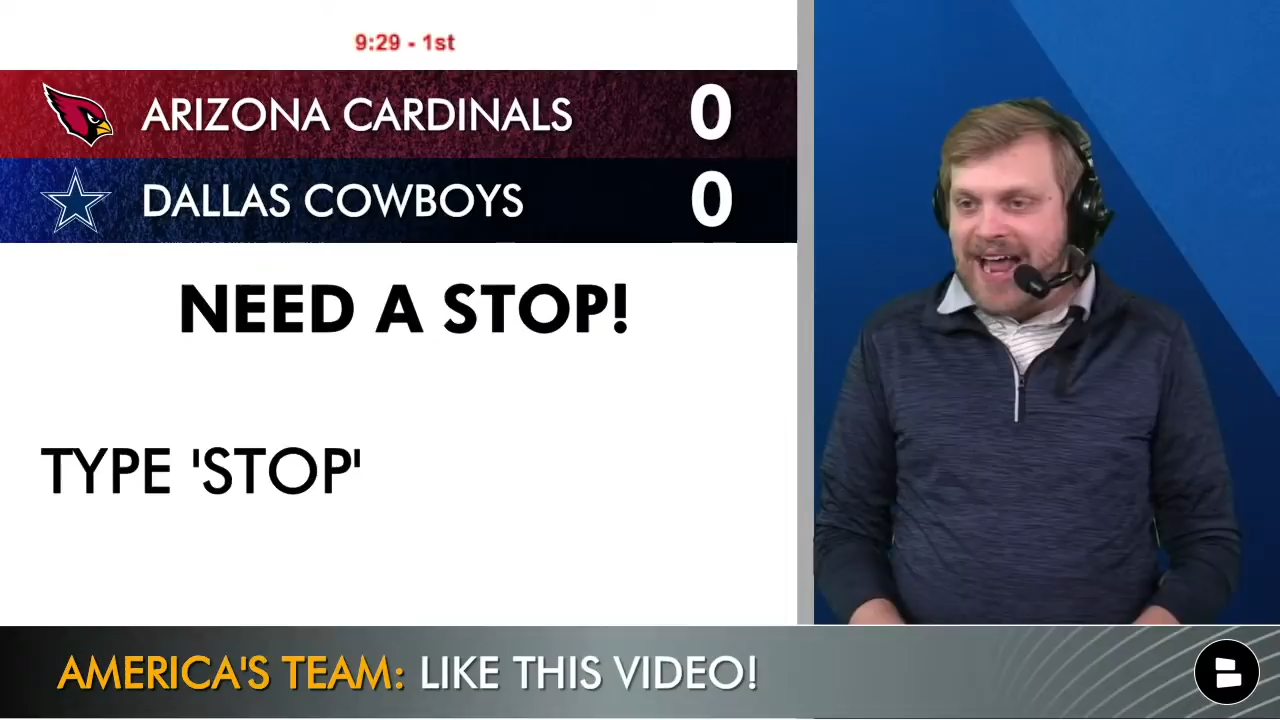 9:29 - 1st
ARIZONA CARDINALS 0
DALLAS COWBOYS 0
NEED A STOP!
TYPE 'STOP'
AMERICA'S TEAM: LIKE THIS VIDEO!